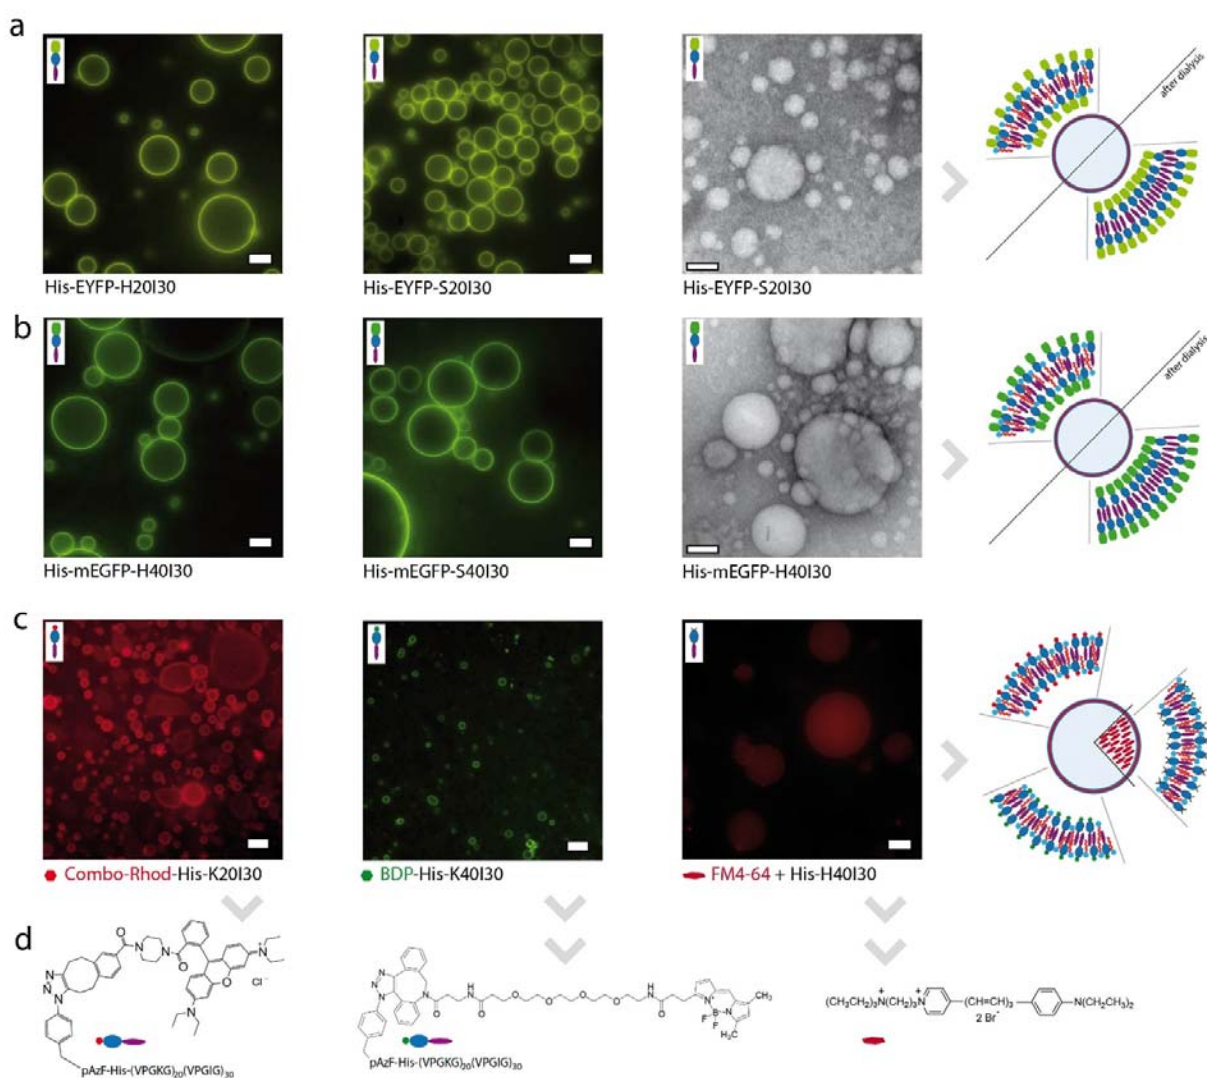 a
after dialysis
His-EYFP-H20I30
His-EYFP-S20I30
His-EYFP-S20I30
b
after dialysis
His-mEGFP-H40I30
His-mEGFP-S40I30
His-mEGFP-H40I30
c
Combo-Rhod-His-K20I30
BDP-His-K40I30
FM4-64 + His-H40I30
d
O
N
N
O
N
N
N
O
N
+
Cl⁻
N
pAzF-His-(VPGKG)20(VPGIG)30
N
N
N
N
O
H
N
O
O
O
O
O
H
N
O
N
B
N
F
F
CH₃
H₃C
pAzF-His-(VPGKG)20(VPGIG)30
(CH₃CH₂)₃N(CH₂)₃N
+
+
(CH=CH)₃
N(CH₂CH₂)₂
2 Br⁻